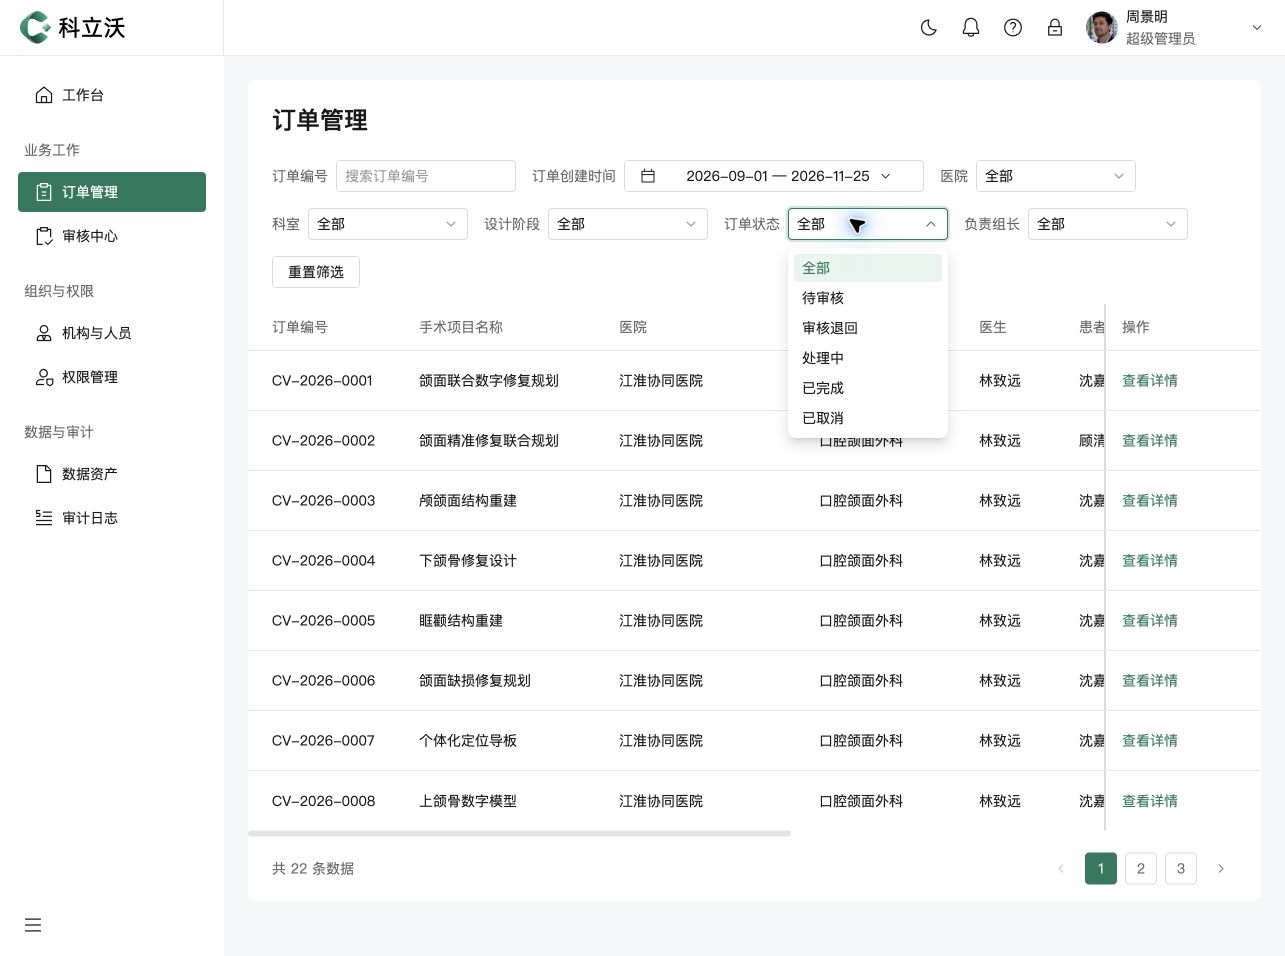 科立沃
周景明
超级管理员
工作台
业务工作
订单管理
审核中心
组织与权限
机构与人员
权限管理
数据与审计
数据资产
审计日志
订单管理
订单编号 搜索订单编号 订单创建时间 2026-09-01 — 2026-11-25 医院 全部
科室 全部 设计阶段 全部 订单状态 全部 负责组长 全部
全部
待审核
审核退回
处理中
已完成
已取消
重置筛选
订单编号 手术项目名称 医院 医生 患者 操作
CV-2026-0001 颌面联合数字修复规划 江淮协同医院 林致远 沈嘉 查看详情
CV-2026-0002 颌面精准修复联合规划 江淮协同医院 口腔颌面外科 林致远 顾清 查看详情
CV-2026-0003 颅颌面结构重建 江淮协同医院 口腔颌面外科 林致远 沈嘉 查看详情
CV-2026-0004 下颌骨修复设计 江淮协同医院 口腔颌面外科 林致远 沈嘉 查看详情
CV-2026-0005 眶颧结构重建 江淮协同医院 口腔颌面外科 林致远 沈嘉 查看详情
CV-2026-0006 颌面缺损修复规划 江淮协同医院 口腔颌面外科 林致远 沈嘉 查看详情
CV-2026-0007 个体化定位导板 江淮协同医院 口腔颌面外科 林致远 沈嘉 查看详情
CV-2026-0008 上颌骨数字模型 江淮协同医院 口腔颌面外科 林致远 沈嘉 查看详情
共 22 条数据 1 2 3